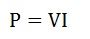 P = VI